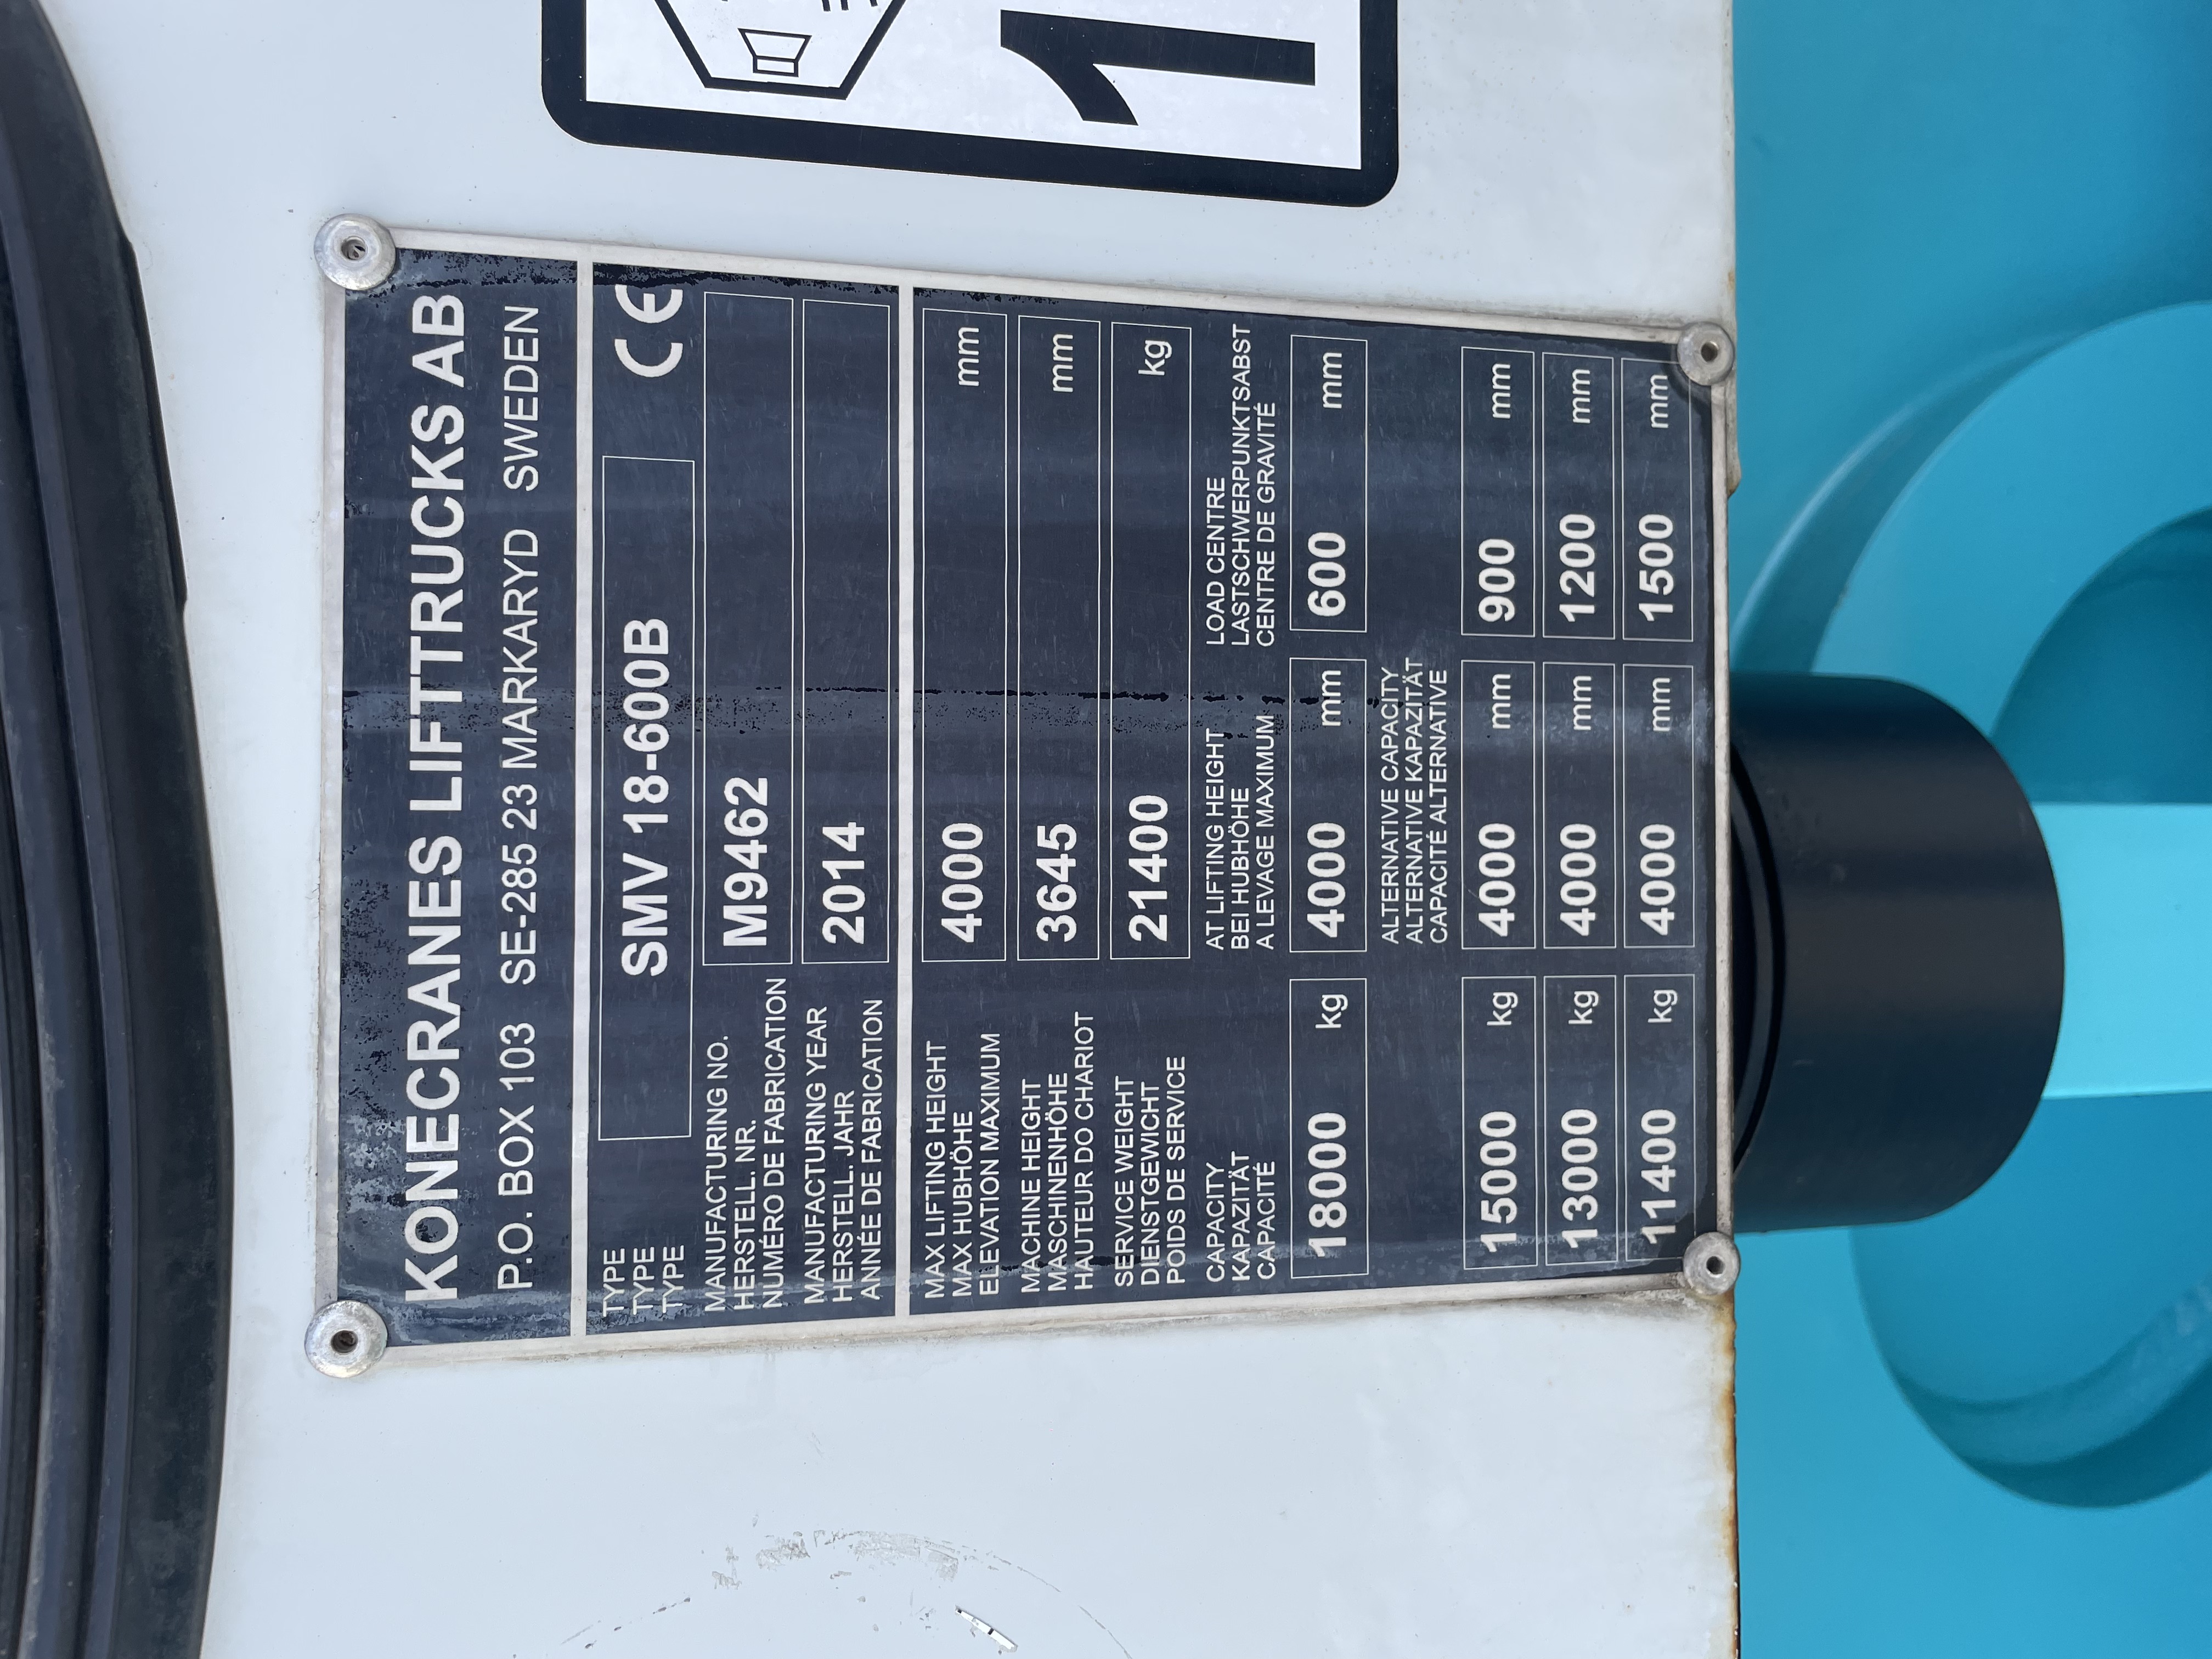 KONECRANES LIFTTRUCKS AB
P.O. BOX 103 SE-285 23 MARKARYD SWEDEN
TYPE
TYPE
TYPE
SMV 18-600B
CE
MANUFACTURING NO.
HERSTELL. NR.
NUMÉRO DE FABRICATION
M9462
MANUFACTURING YEAR
HERSTELL. JAHR
ANNÉE DE FABRICATION
2014
MAX LIFTING HEIGHT
MAX HUBHÖHE
ELEVATION MAXIMUM
4000 mm
MACHINE HEIGHT
MASCHINENHÖHE
HAUTEUR DO CHARIOT
3645 mm
SERVICE WEIGHT
DIENSTGEWICHT
POIDS DE SERVICE
21400 kg
CAPACITY
KAPAZITÄT
CAPACITÉ
AT LIFTING HEIGHT
BEI HUBHÖHE
A LEVAGE MAXIMUM
LOAD CENTRE
LASTSCHWERPUNKTSABST
CENTRE DE GRAVITÉ
18000 kg 4000 mm 600 mm
ALTERNATIVE CAPACITY
ALTERNATIVE KAPAZITÄT
CAPACITÉ ALTERNATIVE
15000 kg 4000 mm 900 mm
13000 kg 4000 mm 1200 mm
11400 kg 4000 mm 1500 mm
1